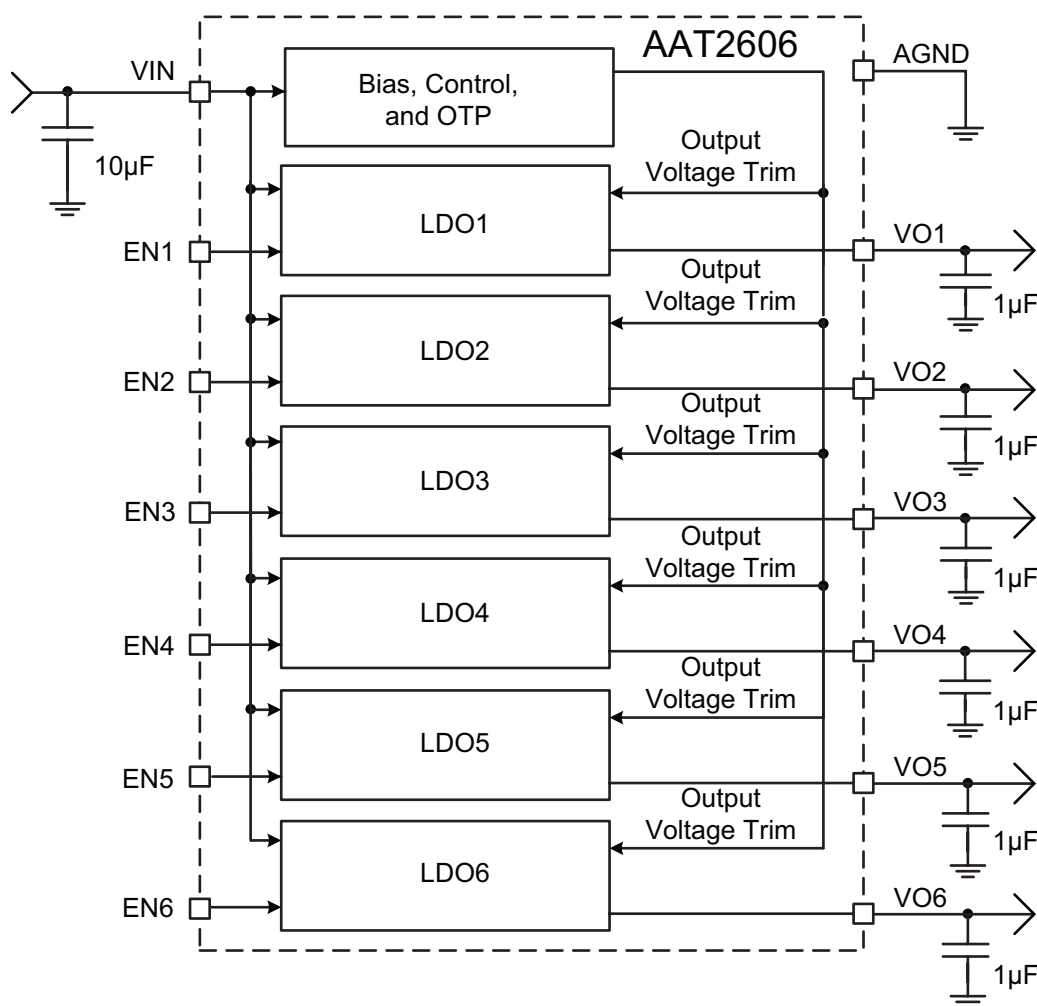 AAT2606
VIN
AGND
Bias, Control,
and OTP
10µF
Output
Voltage Trim
LDO1
EN1
VO1
1µF
Output
Voltage Trim
LDO2
EN2
VO2
1µF
Output
Voltage Trim
LDO3
EN3
VO3
1µF
Output
Voltage Trim
LDO4
EN4
VO4
1µF
Output
Voltage Trim
LDO5
EN5
VO5
1µF
Output
Voltage Trim
LDO6
EN6
VO6
1µF